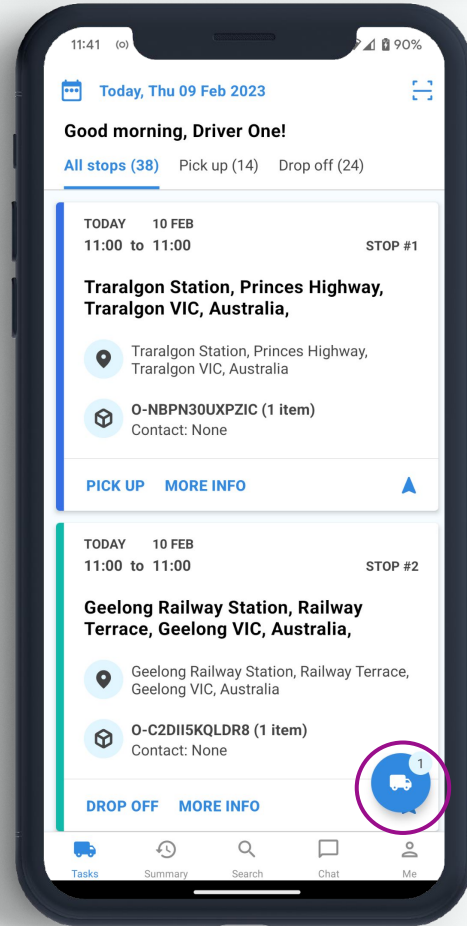 11:41
90%
Today, Thu 09 Feb 2023
Good morning, Driver One!
All stops (38) Pick up (14) Drop off (24)
TODAY 10 FEB
11:00 to 11:00 STOP #1
Traralgon Station, Princes Highway,
Traralgon VIC, Australia,
Traralgon Station, Princes Highway,
Traralgon VIC, Australia
O-NBPN30UXPZIC (1 item)
Contact: None
PICK UP MORE INFO
TODAY 10 FEB
11:00 to 11:00 STOP #2
Geelong Railway Station, Railway
Terrace, Geelong VIC, Australia,
Geelong Railway Station, Railway Terrace,
Geelong VIC, Australia
O-C2DII5KQLDR8 (1 item)
Contact: None
1
DROP OFF MORE INFO
Tasks Summary Search Chat Me